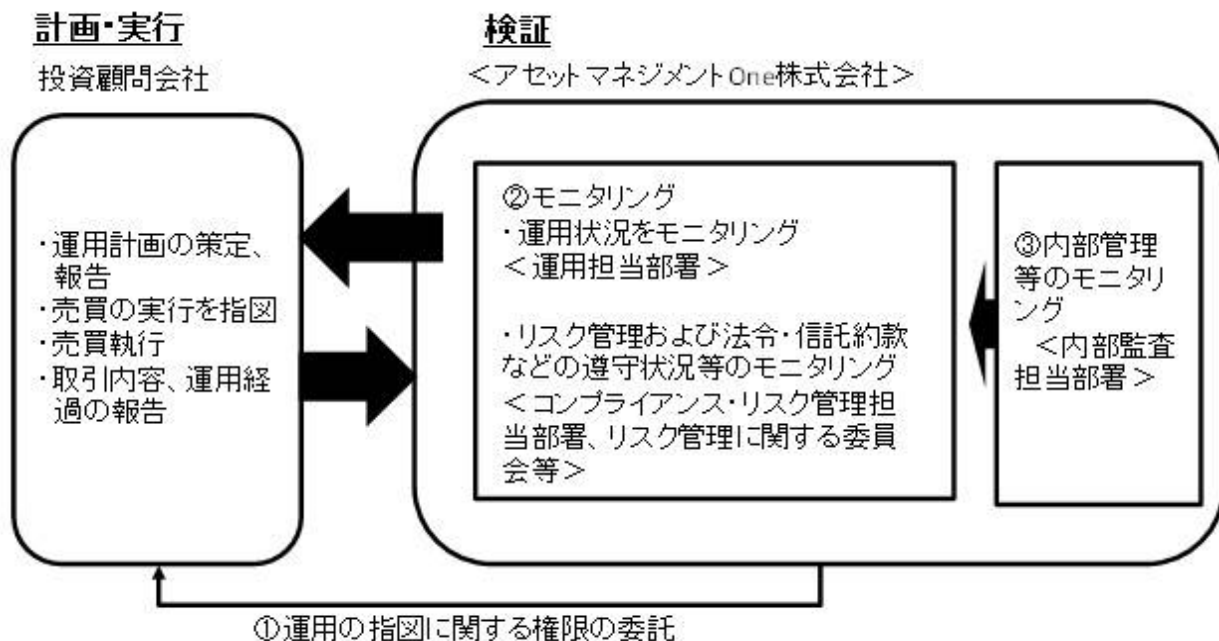 計画・実行
投資顧問会社
・運用計画の策定、
報告
・売買の実行を指図
・売買執行
・取引内容、運用経
過の報告
検証
＜アセットマネジメントOne株式会社＞
②モニタリング
・運用状況をモニタリング
＜運用担当部署＞
・リスク管理および法令・信託約款
などの遵守状況等のモニタリング
＜コンプライアンス・リスク管理担
当部署、リスク管理に関する委員
会等＞
③内部管理
等のモニタリ
ング
＜内部監査
担当部署＞
①運用の指図に関する権限の委託